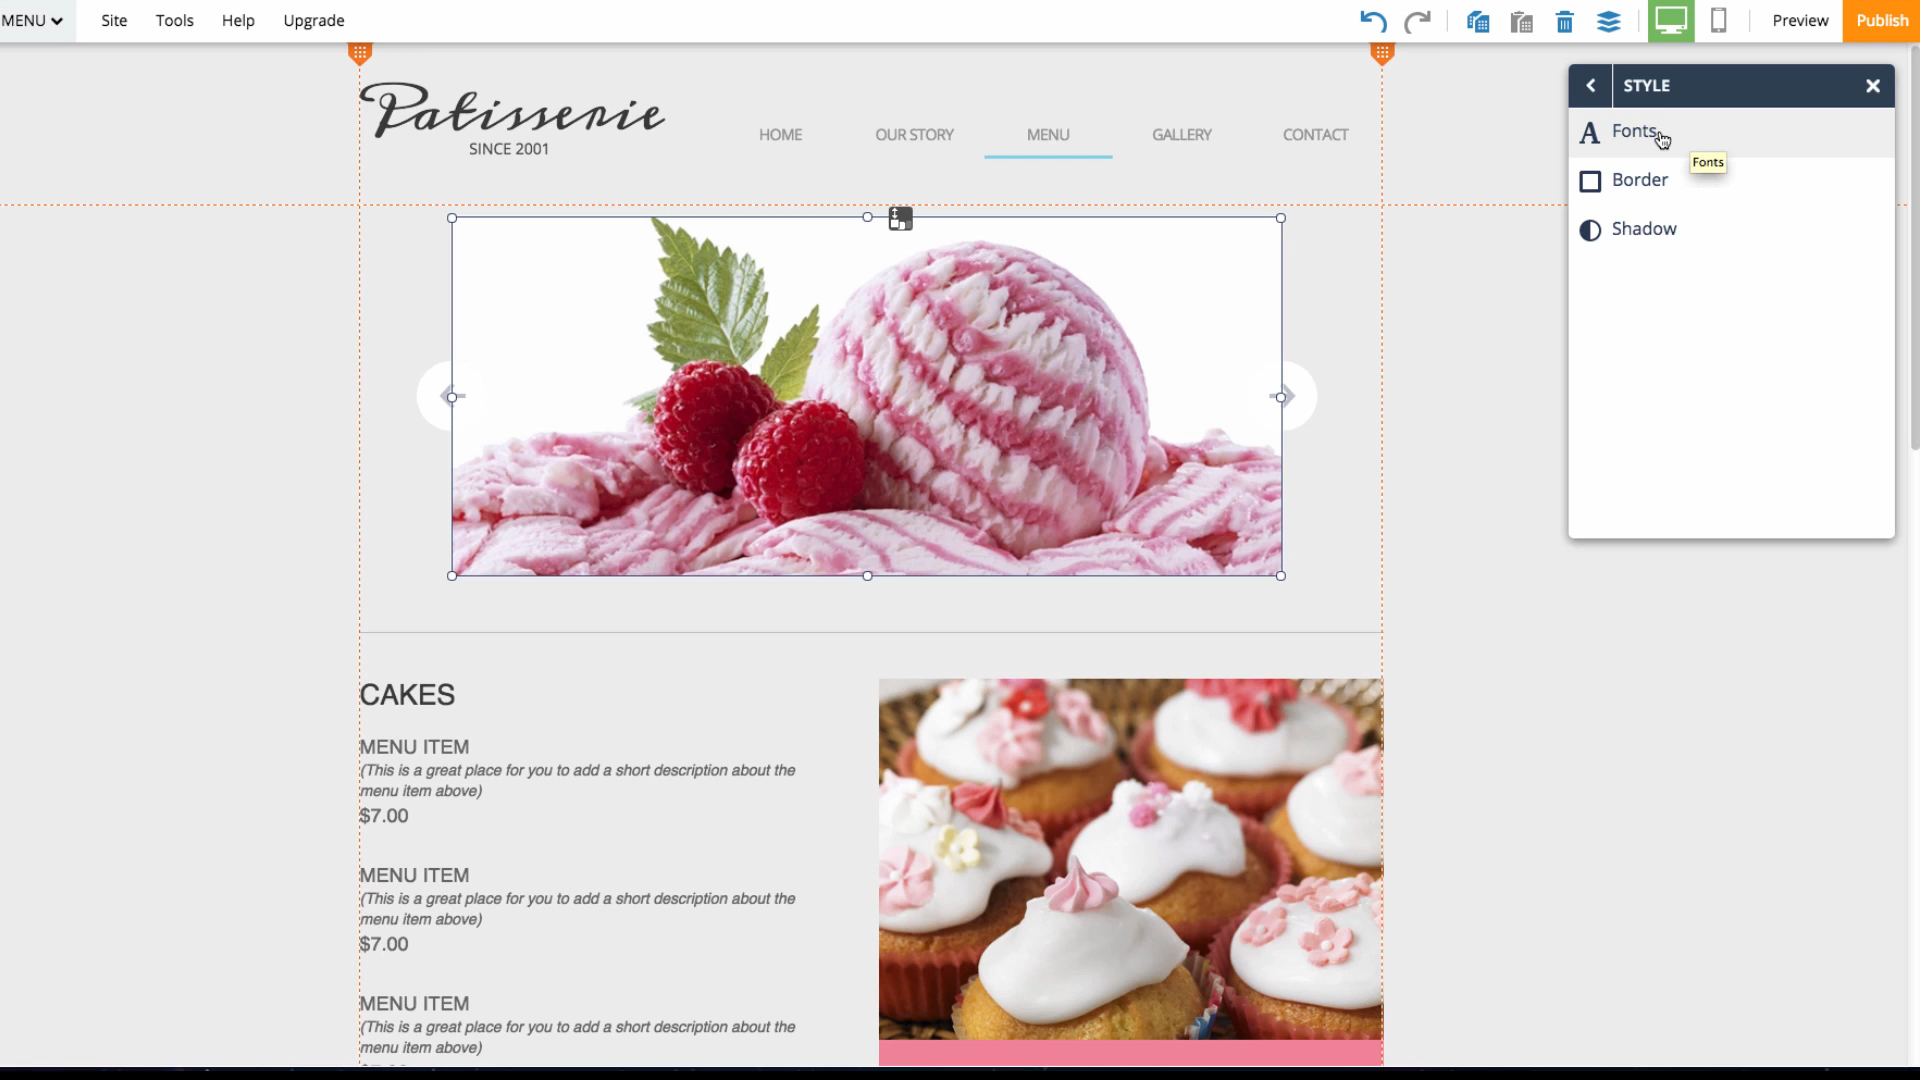 MENU
Site
Tools
Help
Upgrade
Preview
Publish
STYLE
Fonts
Fonts
Border
Shadow
Patisserie
SINCE 2001
HOME
OUR STORY
MENU
GALLERY
CONTACT
CAKES
MENU ITEM
(This is a great place for you to add a short description about the
menu item above)
$7.00
MENU ITEM
(This is a great place for you to add a short description about the
menu item above)
$7.00
MENU ITEM
(This is a great place for you to add a short description about the
menu item above)